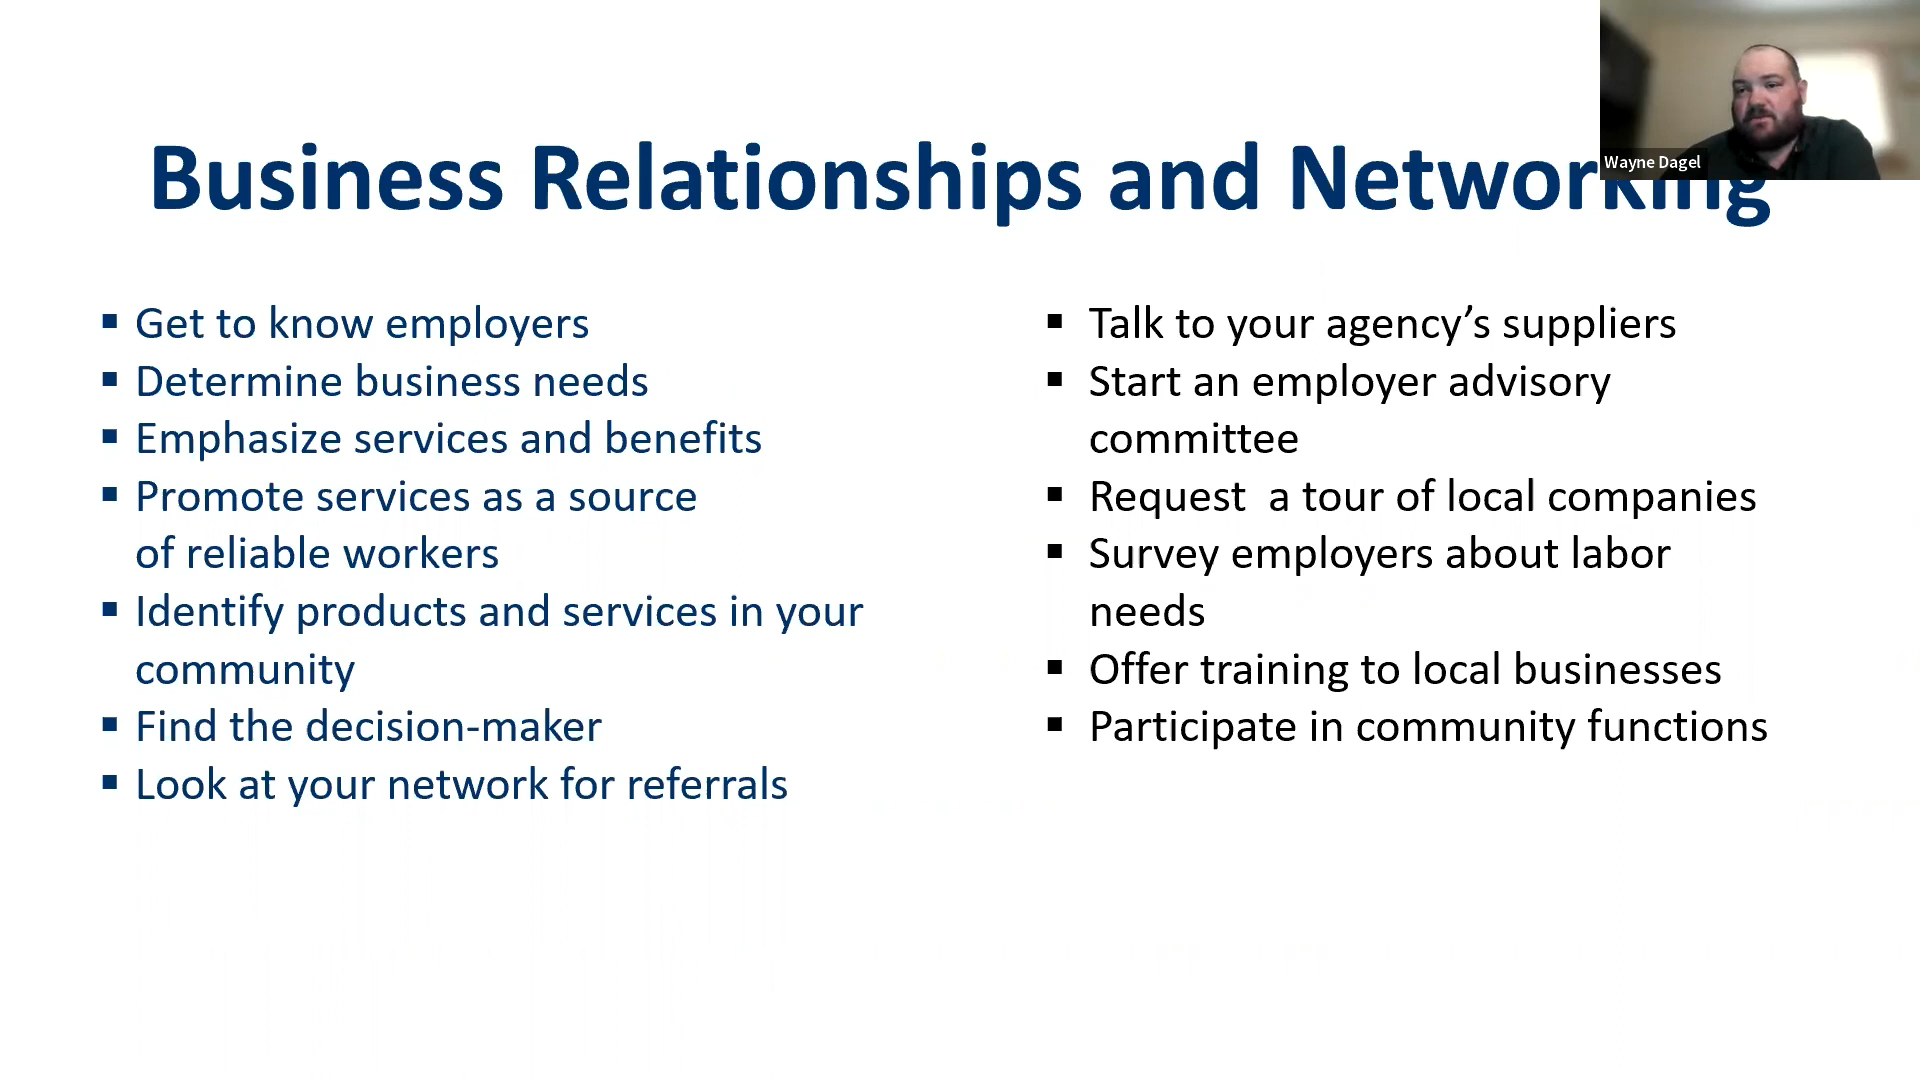 Business Relationships and Networking
Wayne Dagel
▪ Get to know employers
▪ Determine business needs
▪ Emphasize services and benefits
▪ Promote services as a source
of reliable workers
▪ Identify products and services in your
community
▪ Find the decision-maker
▪ Look at your network for referrals
▪ Talk to your agency’s suppliers
▪ Start an employer advisory
committee
▪ Request  a tour of local companies
▪ Survey employers about labor
needs
▪ Offer training to local businesses
▪ Participate in community functions